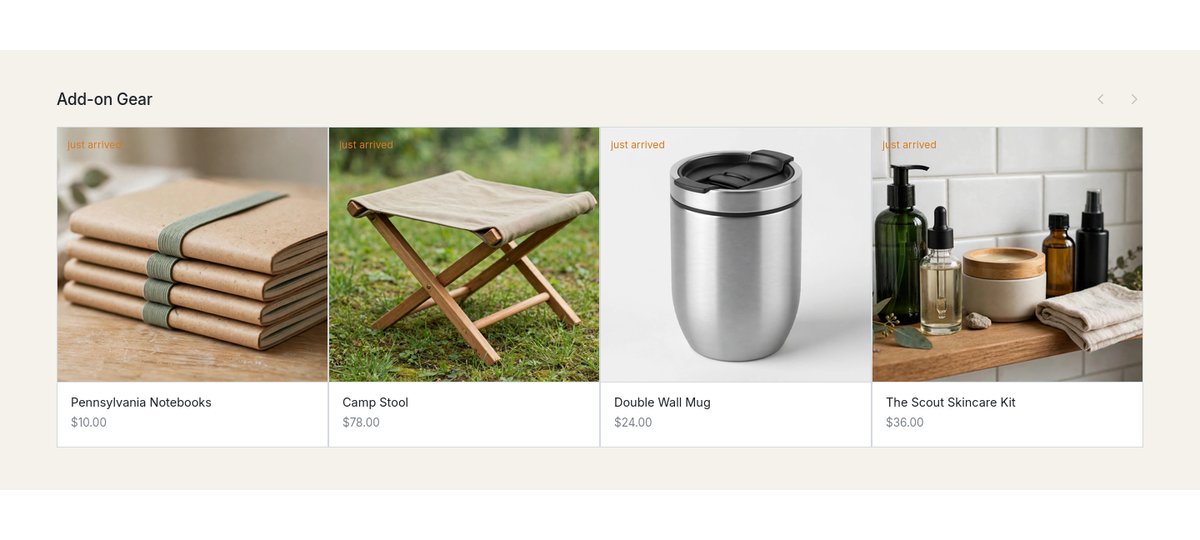 Add-on Gear
just arrived
just arrived
just arrived
just arrived
Pennsylvania Notebooks
$10.00
Camp Stool
$78.00
Double Wall Mug
$24.00
The Scout Skincare Kit
$36.00